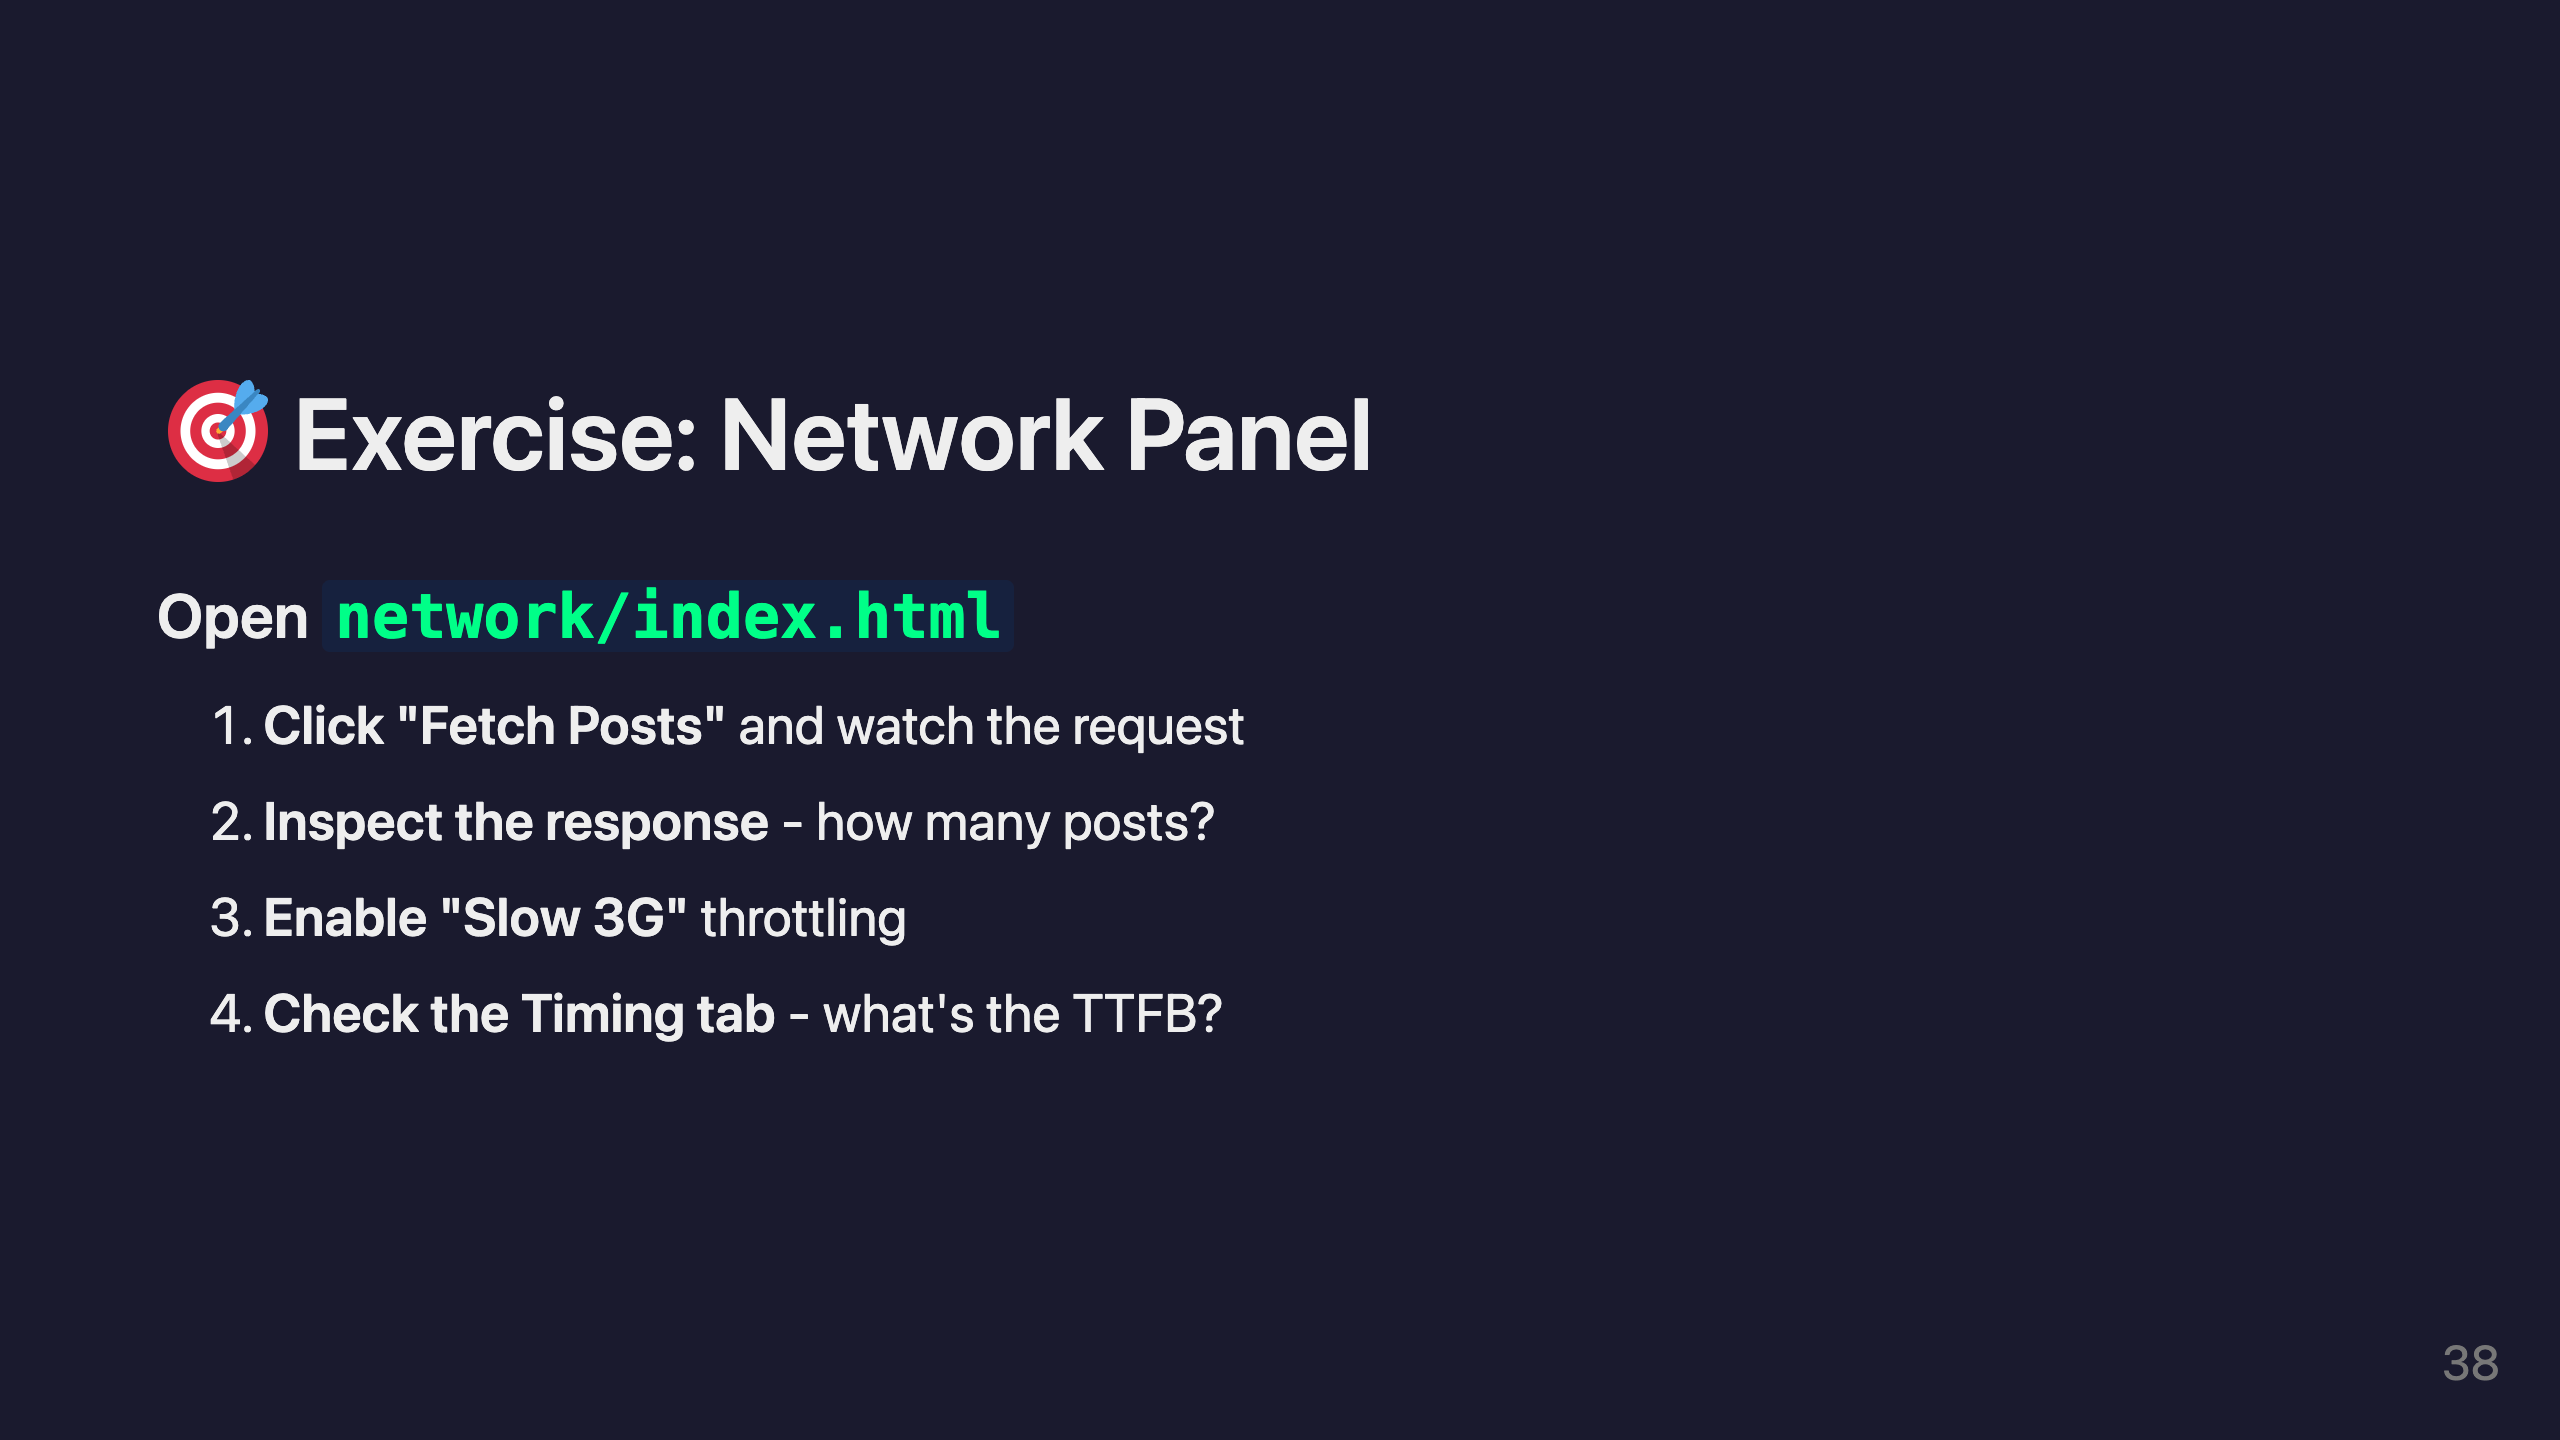 🎯 Exercise: Network Panel
Open network/index.html
1. Click "Fetch Posts" and watch the request
2. Inspect the response - how many posts?
3. Enable "Slow 3G" throttling
4. Check the Timing tab - what's the TTFB?
38